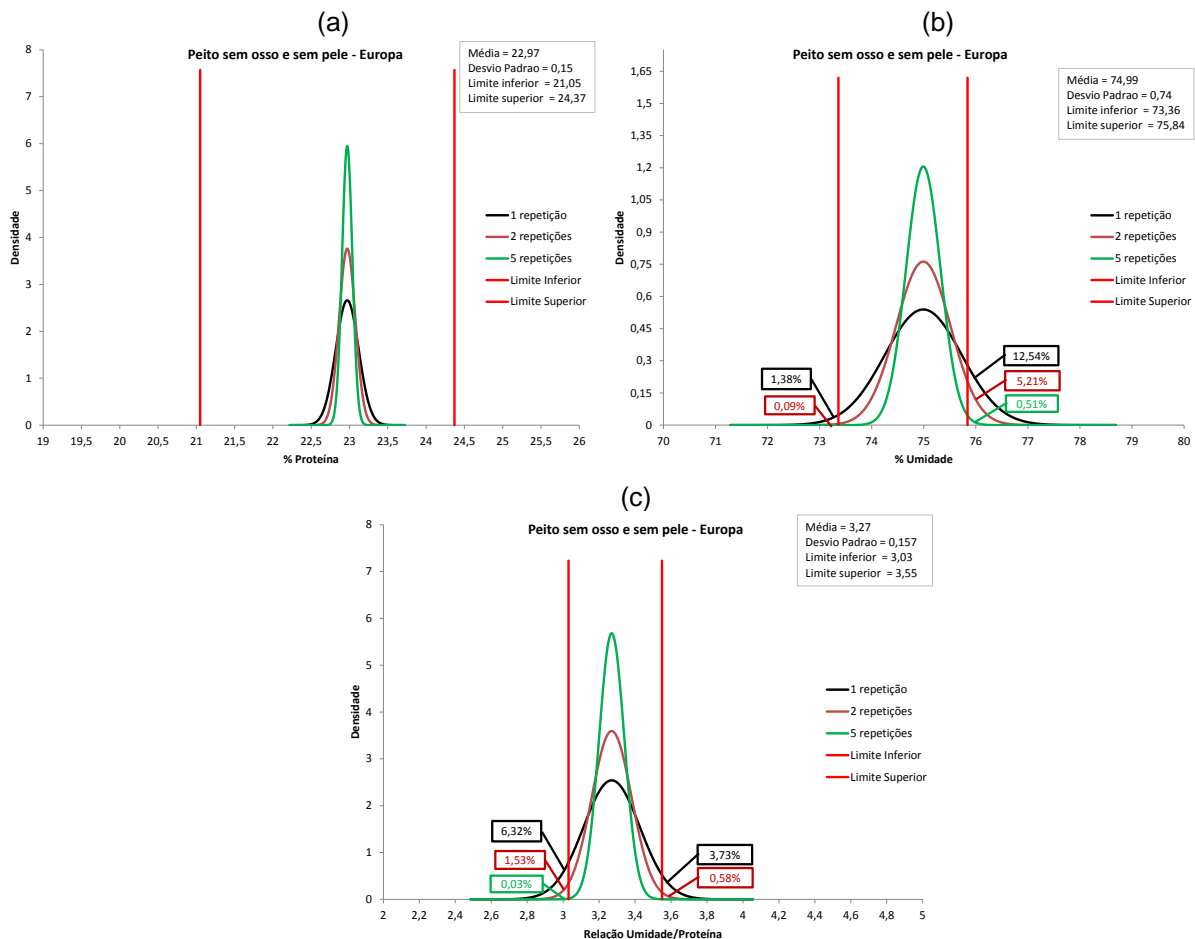 (a)
Peito sem osso e sem pele - Europa
Média = 22,97
Desvio Padrao = 0,15
Limite inferior = 21,05
Limite superior = 24,37
8
7
6
5
4
3
2
1
0
Densidade
1 repetição
2 repetições
5 repetições
Limite Inferior
Limite Superior
19 19,5 20 20,5 21 21,5 22 22,5 23 23,5 24 24,5 25 25,5 26
% Proteína
(b)
Peito sem osso e sem pele - Europa
Média = 74,99
Desvio Padrao = 0,74
Limite inferior = 73,36
Limite superior = 75,84
1,65
1,5
1,35
1,2
1,05
0,9
0,75
0,6
0,45
0,3
0,15
0
Densidade
1 repetição
2 repetições
5 repetições
Limite Inferior
Limite Superior
1,38%
0,09%
12,54%
5,21%
0,51%
70 71 72 73 74 75 76 77 78 79 80
% Umidade
(c)
Peito sem osso e sem pele - Europa
Média = 3,27
Desvio Padrao = 0,157
Limite inferior = 3,03
Limite superior = 3,55
8
7
6
5
4
3
2
1
0
Densidade
1 repetição
2 repetições
5 repetições
Limite Inferior
Limite Superior
6,32%
1,53%
0,03%
3,73%
0,58%
2 2,2 2,4 2,6 2,8 3 3,2 3,4 3,6 3,8 4 4,2 4,4 4,6 4,8 5
Relação Umidade/Proteína